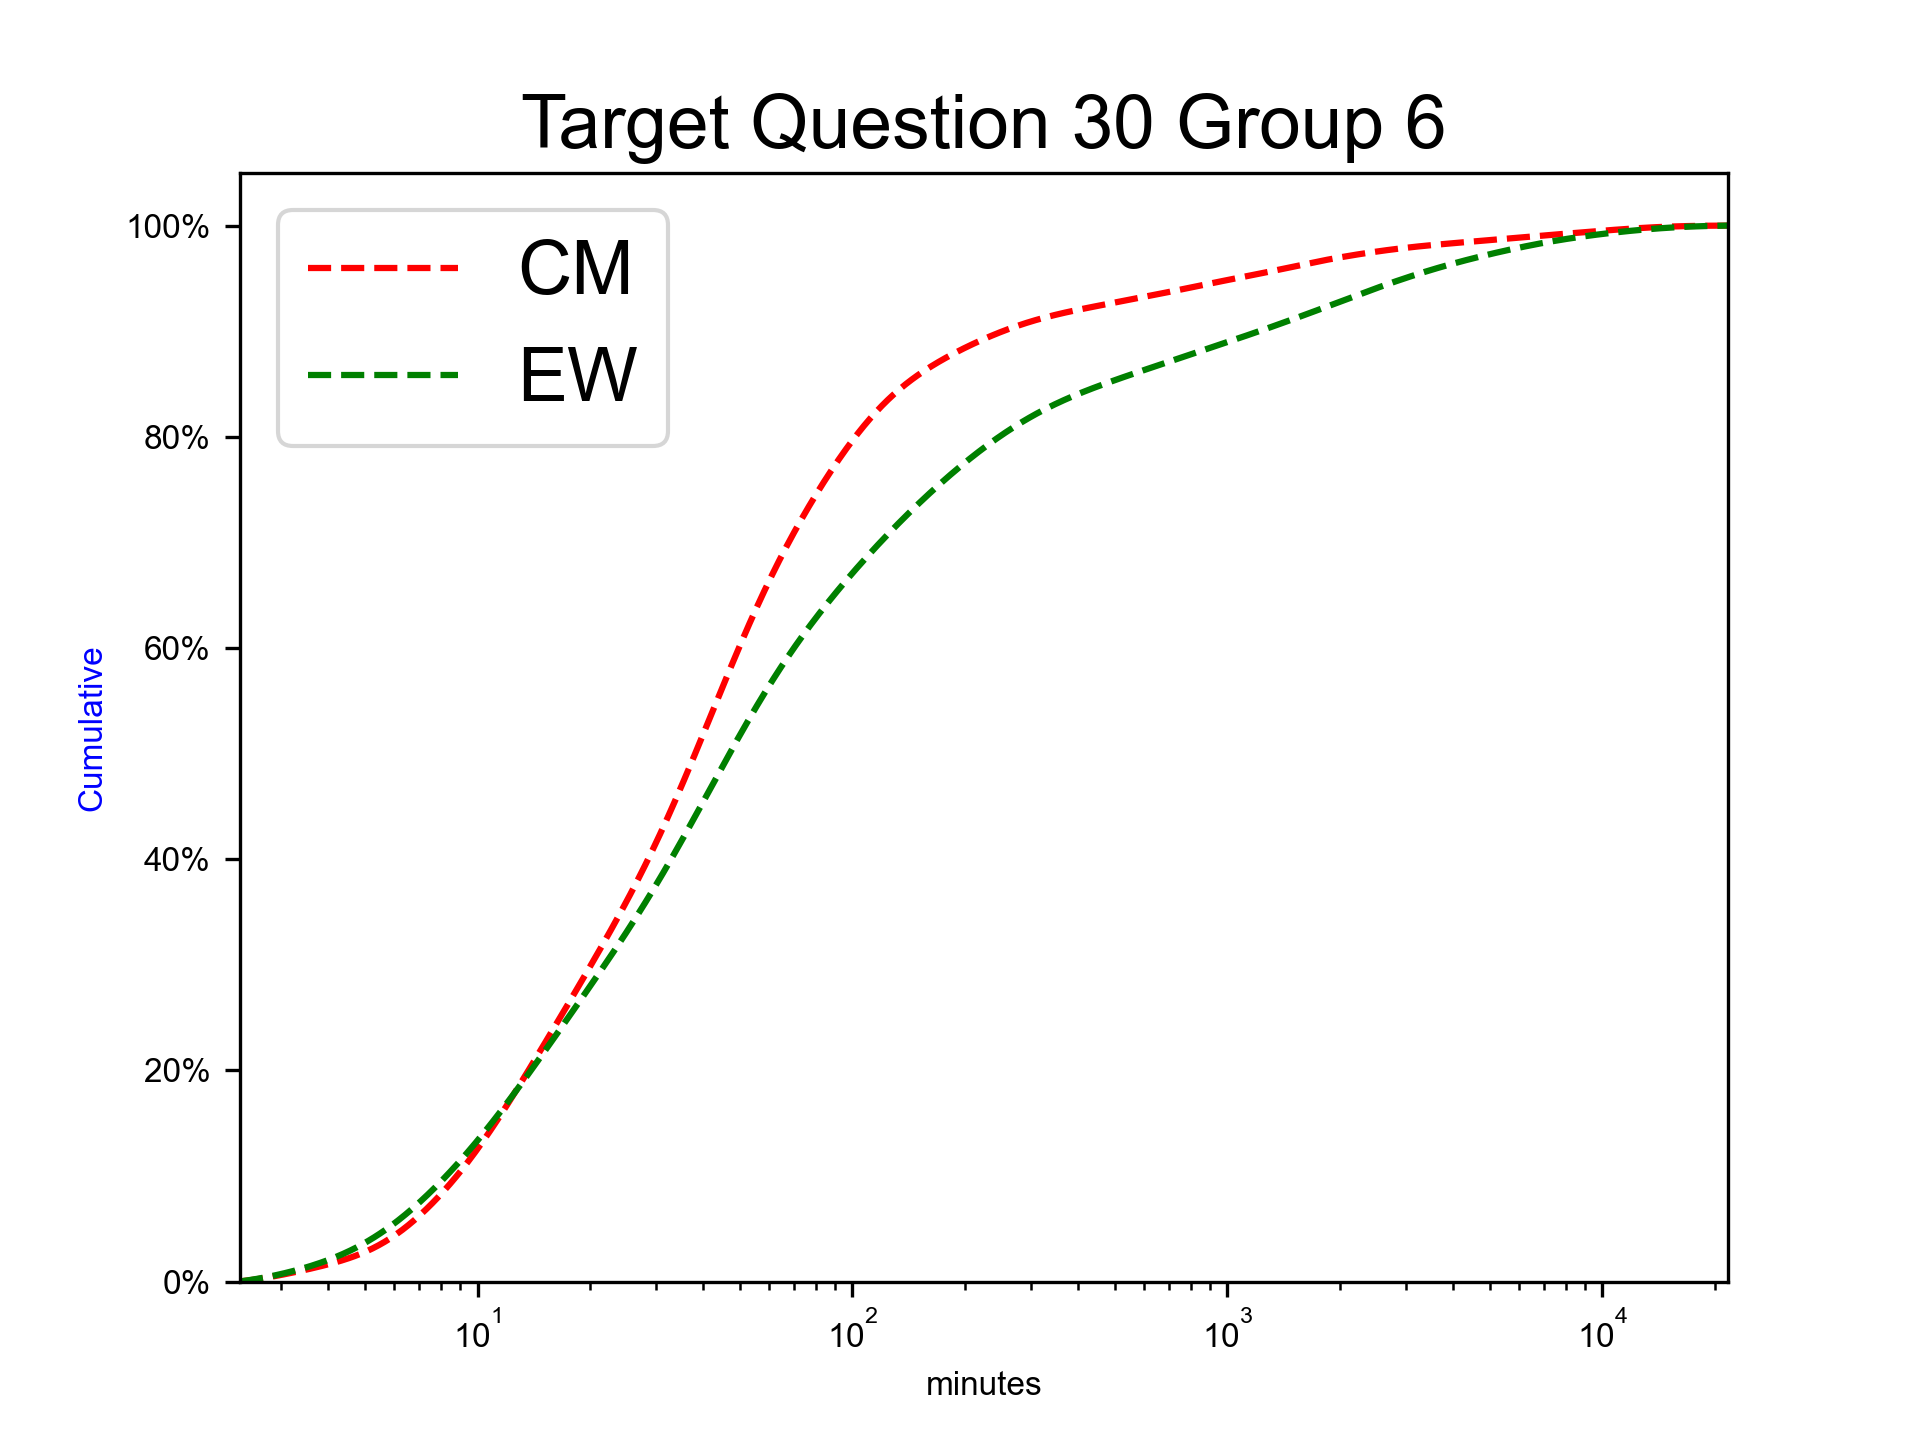 Target Question 30 Group 6
CM
EW
100%
80%
60%
40%
20%
0%
Cumulative
10^1 10^2 10^3 10^4
minutes